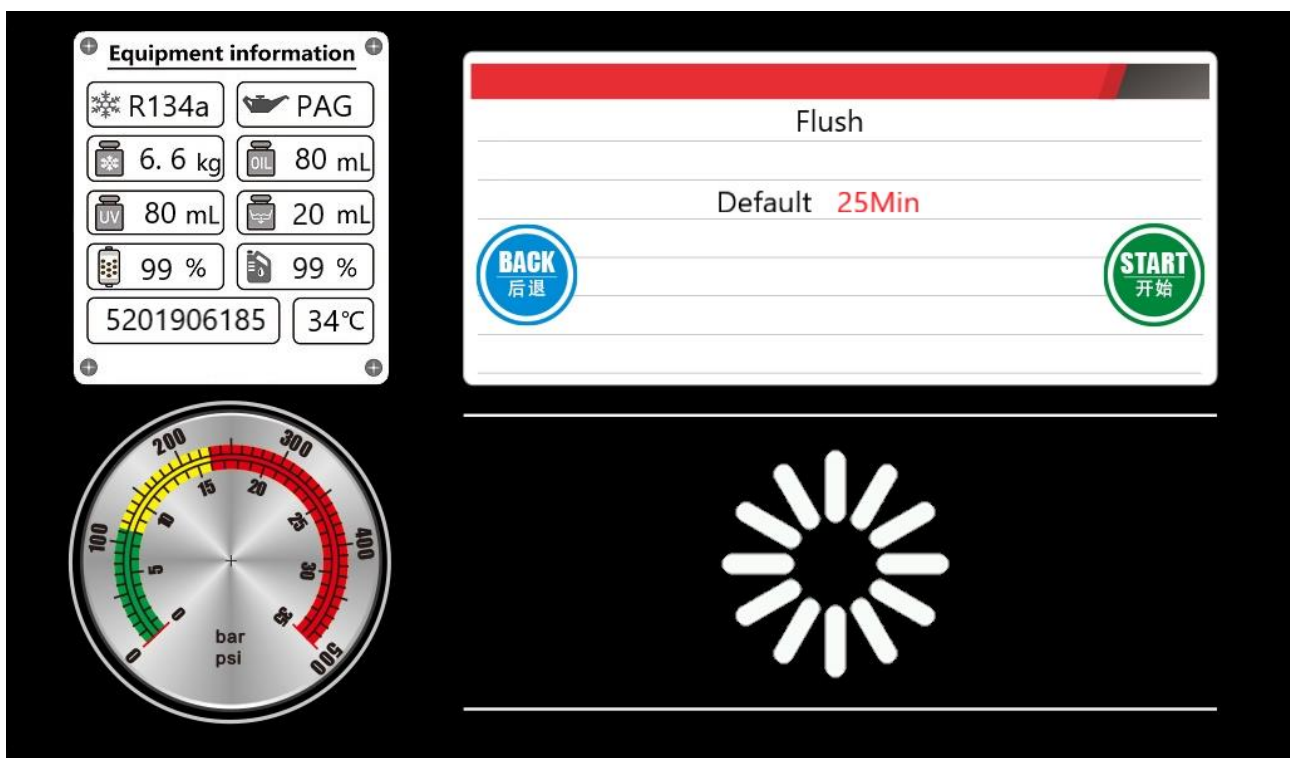 Equipment information
R134a PAG
6. 6 kg OIL 80 mL
UV 80 mL 20 mL
99 % 99 %
5201906185 34℃
Flush
Default 25Min
BACK
后退
START
开始
0 100 200 300 400 500
0 5 10 15 20 25 30 35
bar
psi